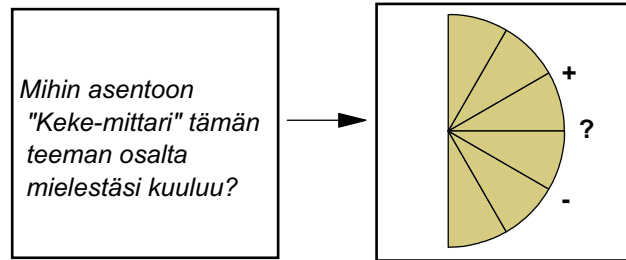 Mihin asentoon
"Keke-mittari" tämän
teeman osalta
mielestäsi kuuluu?
+
?
-